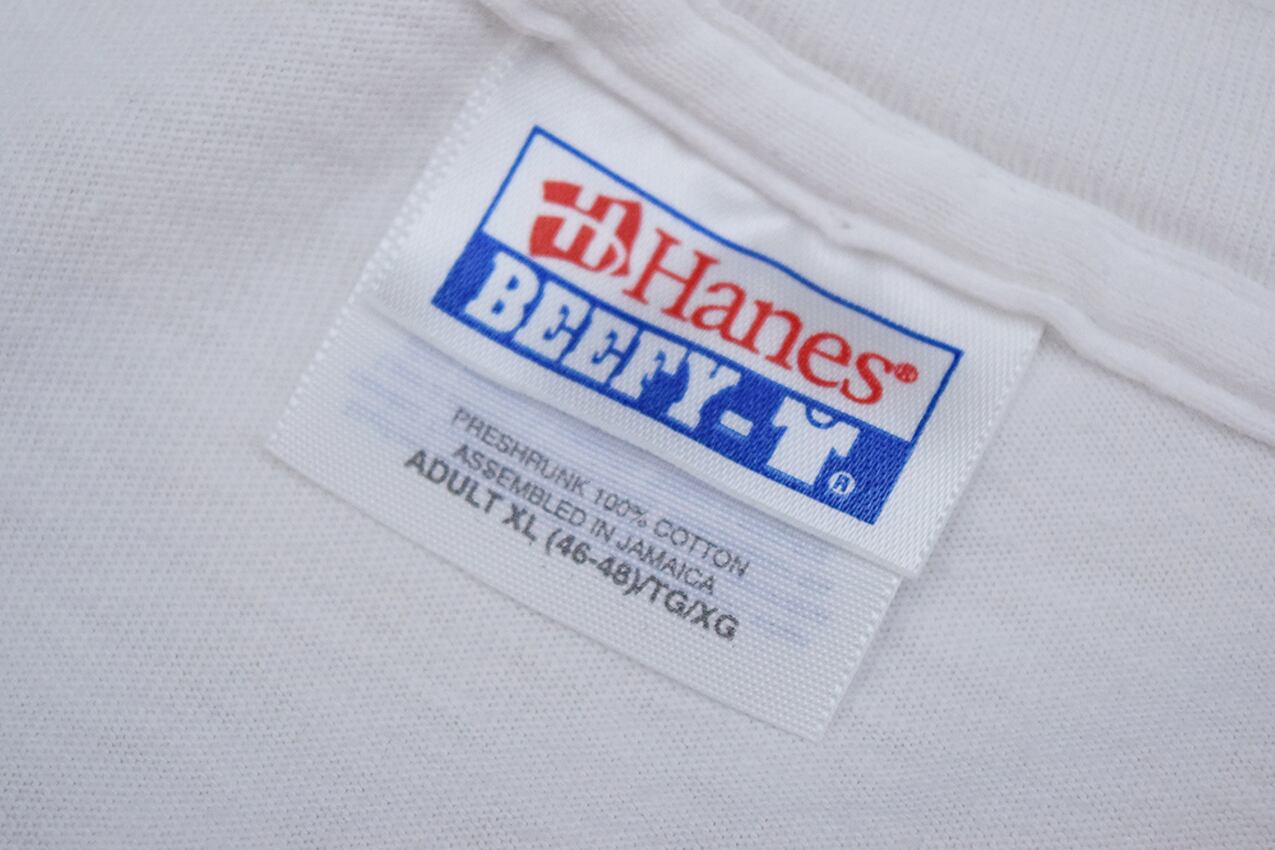 Hanes®
BEEFY-T®
PRESHRUNK 100% COTTON
ASSEMBLED IN JAMAICA
ADULT XL (46-48)/TG/XG